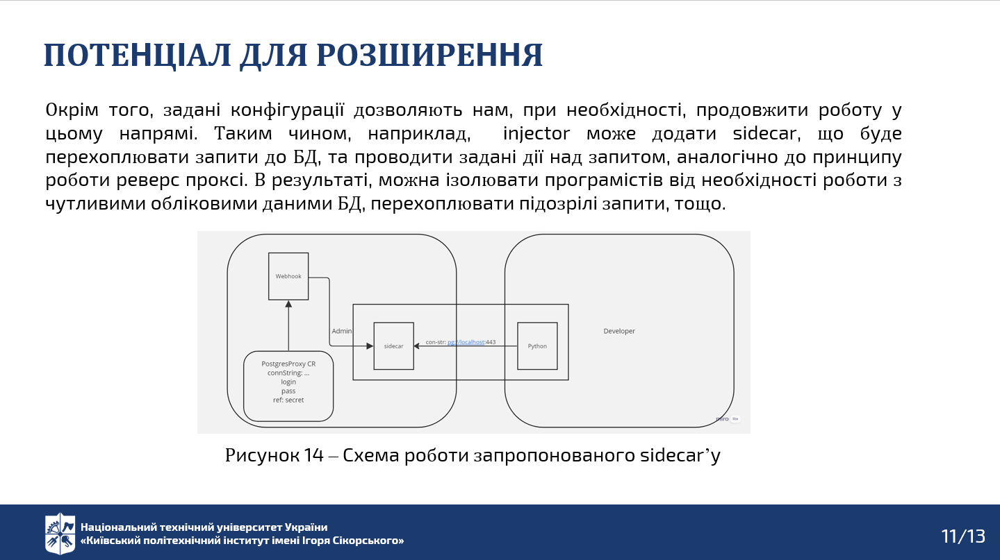 ПОТЕНЦІАЛ ДЛЯ РОЗШИРЕННЯ
Окрім того, задані конфігурації дозволяють нам, при необхідності, продовжити роботу у
цьому напрямі. Таким чином, наприклад, injector може додати sidecar, що буде
перехоплювати запити до БД, та проводити задані дії над запитом, аналогічно до принципу
роботи реверс проксі. В результаті, можна ізолювати програмістів від необхідності роботи з
чутливими обліковими даними БД, перехоплювати підозрілі запити, тощо.
Webhook
Admin
sidecar
con-str: pg://localhost:443
Python
Developer
PostgresProxy CR
connString: ...
login
pass
ref: secret
miro lite
Рисунок 14 – Схема роботи запропонованого sidecar’у
Національний технічний університет України
«Київський політехнічний інститут імені Ігоря Сікорського»
11/13